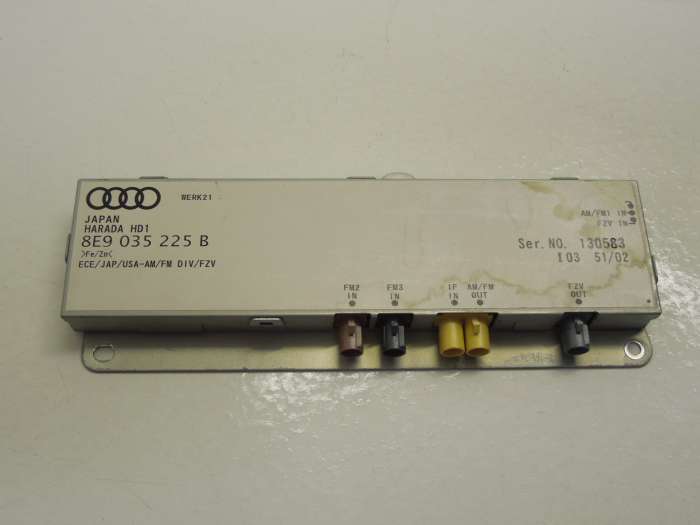 WERK21
JAPAN
HARADA HD1
8E9 035 225 B
>Fe/Zn<
ECE/JAP/USA-AM/FM DIV/FZV
AM/FM1 IN
FZV IN
Ser.NO. 130583
I03 51/02
FM2 IN
FM3 IN
IF IN
AM/FM OUT
FZV OUT